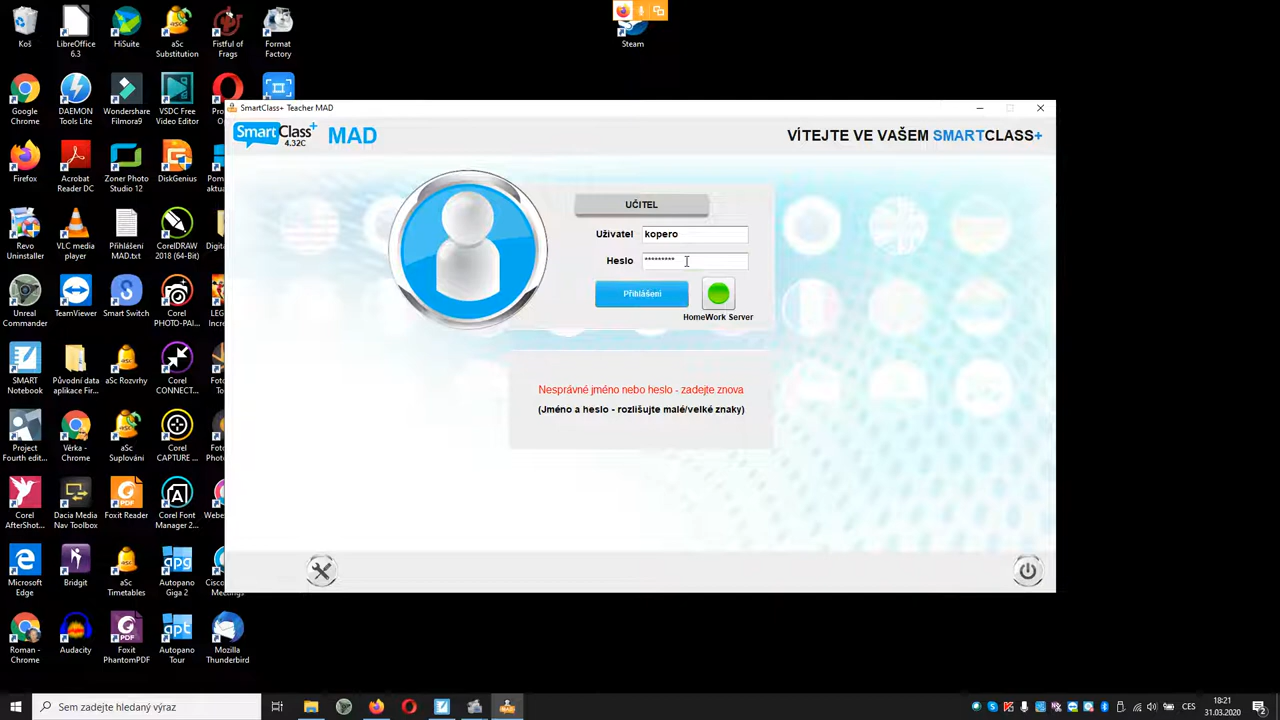 Koš
LibreOffice
6.3
HiSuite
aSc
Substitution
Fistful of
Frags
Format
Factory
Steam
Google
Chrome
DAEMON
Tools Lite
Wondershare
Filmora9
VSDC Free
Video Editor
Firefox
Acrobat
Reader DC
Zoner Photo
Studio 12
DiskGenius
Revo
Uninstaller
VLC media
player
Přihlášení
MAD.txt
CorelDRAW
2018 (64-Bit)
Unreal
Commander
TeamViewer
Smart Switch
Corel
PHOTO-PAI...
SMART
Notebook
Původní data
aplikace Fir...
aSc Rozvrhy
Corel
CONNECT...
Project
Fourth edit...
Věrka -
Chrome
aSc
Suplování
Corel
CAPTURE ...
Corel
AfterShot...
Dacia Media
Nav Toolbox
Foxit Reader
Corel Font
Manager 2...
Microsoft
Edge
Bridgit
aSc
Timetables
Autopano
Giga 2
Roman -
Chrome
Audacity
Foxit
PhantomPDF
Autopano
Tour
Mozilla
Thunderbird
SmartClass+ Teacher MAD
SmartClass+ MAD
4.32C
VÍTEJTE VE VAŠEM SMARTCLASS+
UČITEL
Uživatel kopero
Heslo *********
Přihlášení
HomeWork Server
Nesprávné jméno nebo heslo - zadejte znova
(Jméno a heslo - rozlišujte malé/velké znaky)
Sem zadejte hledaný výraz
CES
18:21
31.03.2020